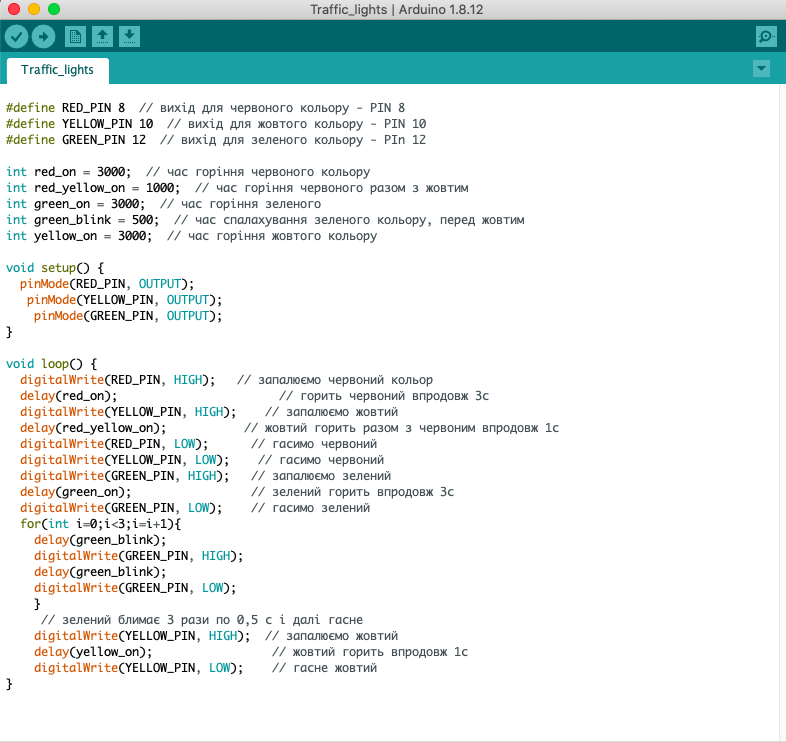 Traffic_lights | Arduino 1.8.12
Traffic_lights
#define RED_PIN 8  // вихід для червоного кольору - PIN 8
#define YELLOW_PIN 10  // вихід для жовтого кольору - PIN 10
#define GREEN_PIN 12  // вихід для зеленого кольору - PIn 12
int red_on = 3000;  // час горіння червоного кольору
int red_yellow_on = 1000;  // час горіння червоного разом з жовтим
int green_on = 3000;  // час горіння зеленого
int green_blink = 500;  // час спалахування зеленого кольору, перед жовтим
int yellow_on = 3000;  // час горіння жовтого кольору
void setup() {
  pinMode(RED_PIN, OUTPUT);
   pinMode(YELLOW_PIN, OUTPUT);
    pinMode(GREEN_PIN, OUTPUT);
}
void loop() {
  digitalWrite(RED_PIN, HIGH);   // запалюємо червоний кольор
  delay(red_on);                       // горить червоний впродовж 3с
  digitalWrite(YELLOW_PIN, HIGH);    // запалюємо жовтий
  delay(red_yellow_on);           // жовтий горить разом з червоним впродовж 1с
  digitalWrite(RED_PIN, LOW);      // гасимо червоний
  digitalWrite(YELLOW_PIN, LOW);    // гасимо червоний
  digitalWrite(GREEN_PIN, HIGH);   // запалюємо зелений
  delay(green_on);                 // зелений горить впродовж 3с
  digitalWrite(GREEN_PIN, LOW);    // гасимо зелений
  for(int i=0;i<3;i=i+1){
    delay(green_blink);
    digitalWrite(GREEN_PIN, HIGH);
    delay(green_blink);
    digitalWrite(GREEN_PIN, LOW);
    }
     // зелений блимає 3 рази по 0,5 с і далі гасне
    digitalWrite(YELLOW_PIN, HIGH);  // запалюємо жовтий
    delay(yellow_on);                 // жовтий горить впродовж 1с
    digitalWrite(YELLOW_PIN, LOW);    // гасне жовтий
}